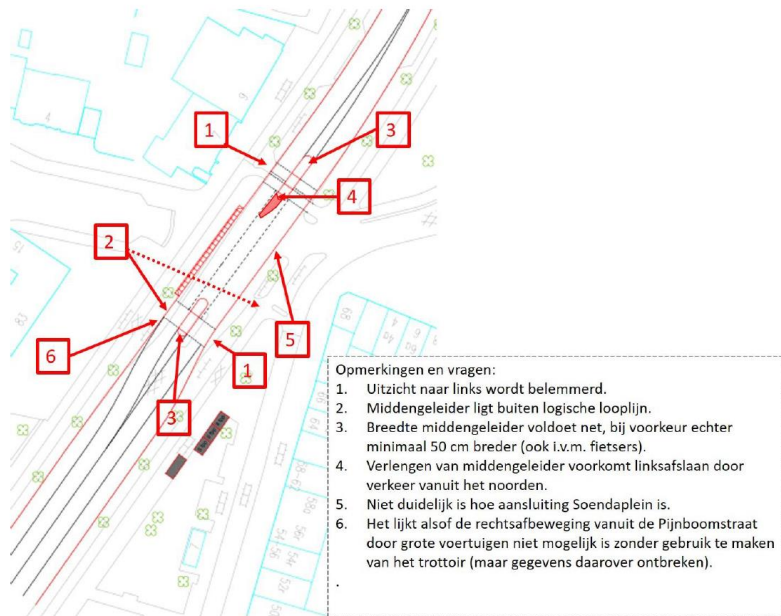 1
3
4
2
5
6
1
3
Opmerkingen en vragen:
1. Uitzicht naar links wordt belemmerd.
2. Middengeleider ligt buiten logische looplijn.
3. Breedte middengeleider voldoet net, bij voorkeur echter
minimaal 50 cm breder (ook i.v.m. fietsers).
4. Verlengen van middengeleider voorkomt linksafslaan door
verkeer vanuit het noorden.
5. Niet duidelijk is hoe aansluiting Soendaplein is.
6. Het lijkt alsof de rechtsafbeweging vanuit de Pijnboomstraat
door grote voertuigen niet mogelijk is zonder gebruik te maken
van het trottoir (maar gegevens daarover ontbreken).
.